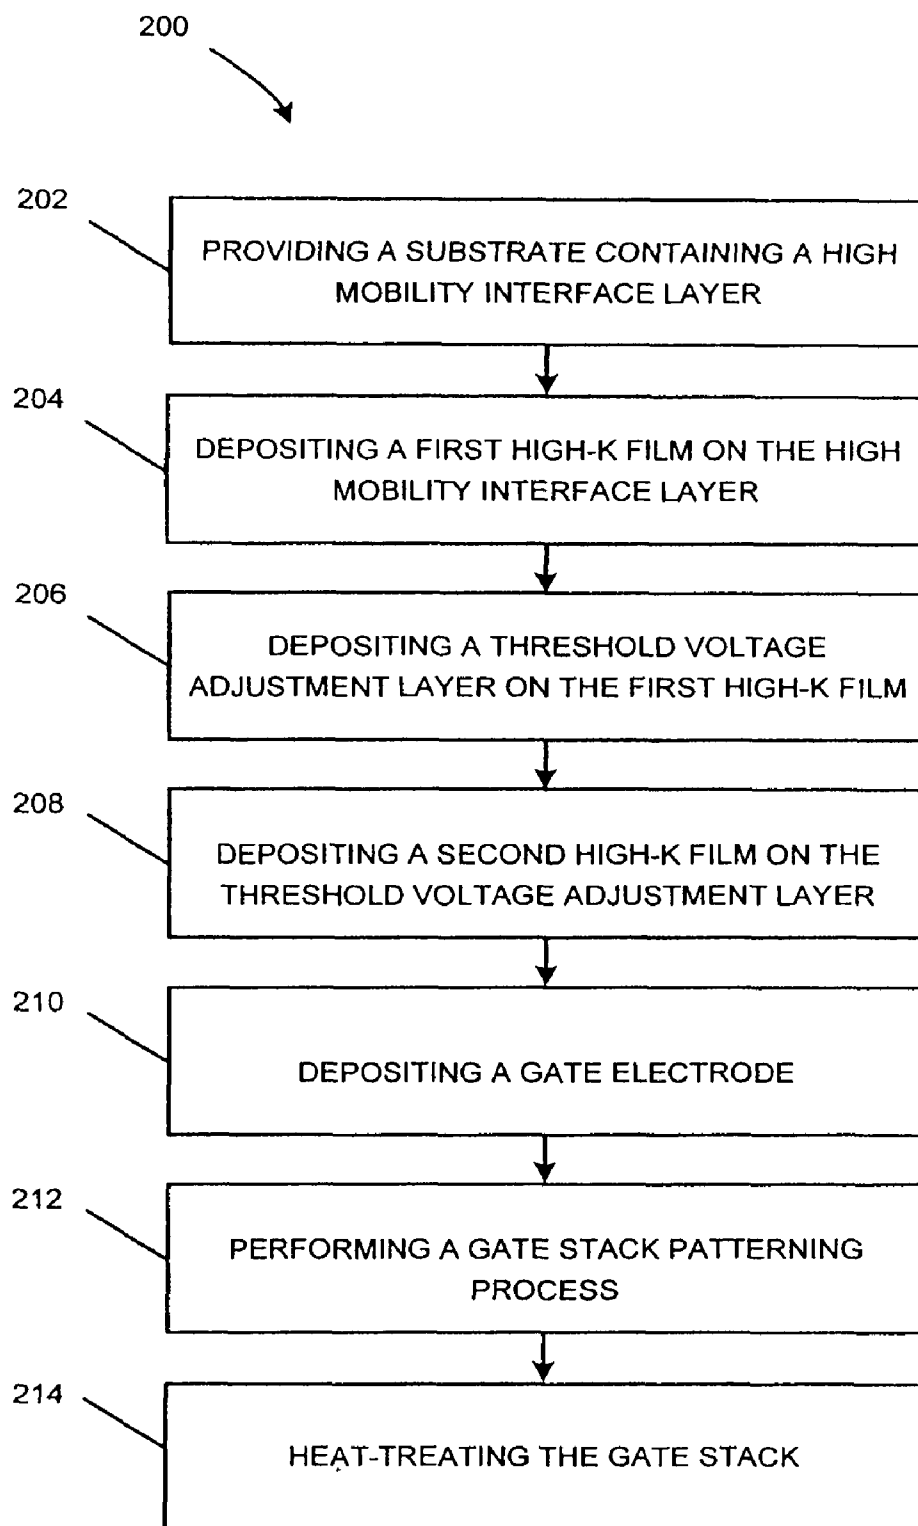 200
202
PROVIDING A SUBSTRATE CONTAINING A HIGH
MOBILITY INTERFACE LAYER
204
DEPOSITING A FIRST HIGH-K FILM ON THE HIGH
MOBILITY INTERFACE LAYER
206
DEPOSITING A THRESHOLD VOLTAGE
ADJUSTMENT LAYER ON THE FIRST HIGH-K FILM
208
DEPOSITING A SECOND HIGH-K FILM ON THE
THRESHOLD VOLTAGE ADJUSTMENT LAYER
210
DEPOSITING A GATE ELECTRODE
212
PERFORMING A GATE STACK PATTERNING
PROCESS
214
HEAT-TREATING THE GATE STACK